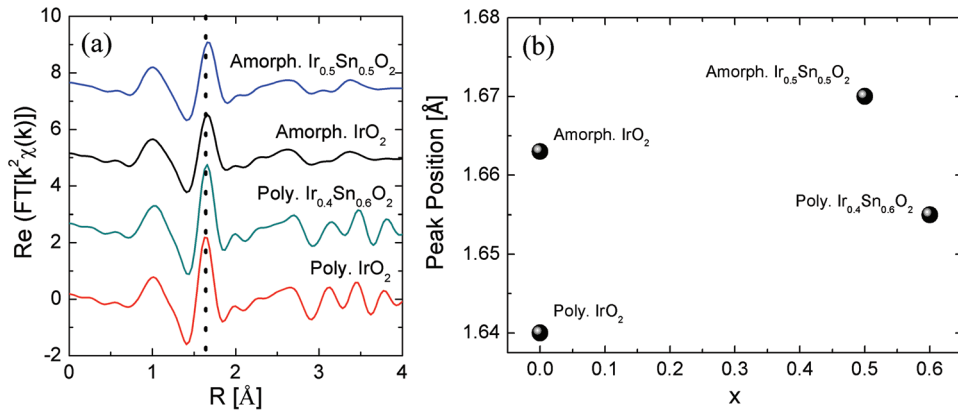 (a)
Amorph. Ir₀.₅Sn₀.₅O₂
Amorph. IrO₂
Poly. Ir₀.₄Sn₀.₆O₂
Poly. IrO₂
Re (FT[k²χ(k)])
10
8
6
4
2
0
-2
0
1
2
3
4
R [Å]
(b)
Amorph. Ir₀.₅Sn₀.₅O₂
Amorph. IrO₂
Poly. Ir₀.₄Sn₀.₆O₂
Poly. IrO₂
Peak Position [Å]
1.68
1.67
1.66
1.65
1.64
0.0
0.1
0.2
0.3
0.4
0.5
0.6
x